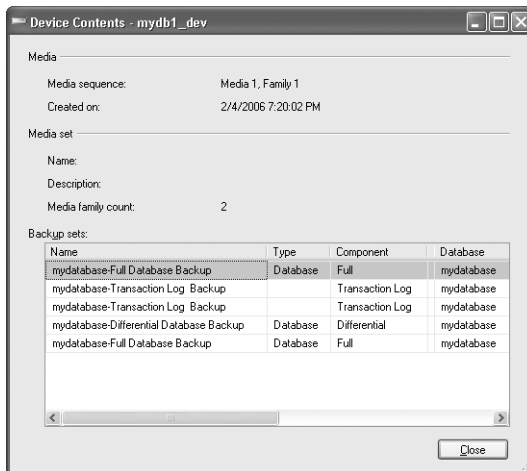 Device Contents - mydb1_dev
Media
Media sequence: Media 1, Family 1
Created on: 2/4/2006 7:20:02 PM
Media set
Name:
Description:
Media family count: 2
Backup sets:
Name Type Component Database
mydatabase-Full Database Backup Database Full mydatabase
mydatabase-Transaction Log Backup Transaction Log mydatabase
mydatabase-Transaction Log Backup Transaction Log mydatabase
mydatabase-Differential Database Backup Database Differential mydatabase
mydatabase-Full Database Backup Database Full mydatabase
Close